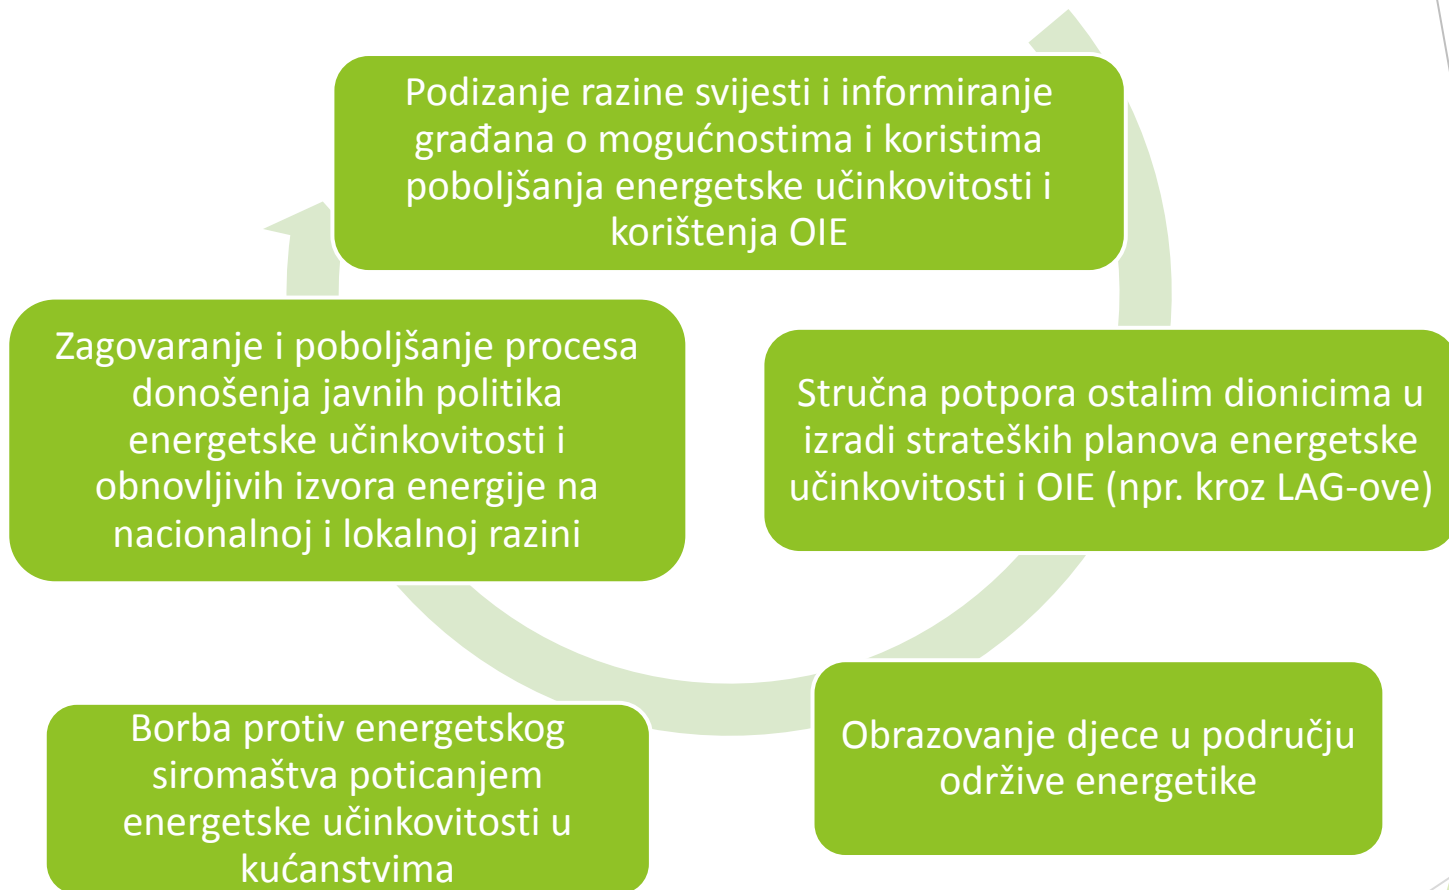 Podizanje razine svijesti i informiranje
građana o mogućnostima i koristima
poboljšanja energetske učinkovitosti i
korištenja OIE
Zagovaranje i poboljšanje procesa
donošenja javnih politika
energetske učinkovitosti i
obnovljivih izvora energije na
nacionalnoj i lokalnoj razini
Stručna potpora ostalim dionicima u
izradi strateških planova energetske
učinkovitosti i OIE (npr. kroz LAG-ove)
Borba protiv energetskog
siromaštva poticanjem
energetske učinkovitosti u
kućanstvima
Obrazovanje djece u području
održive energetike